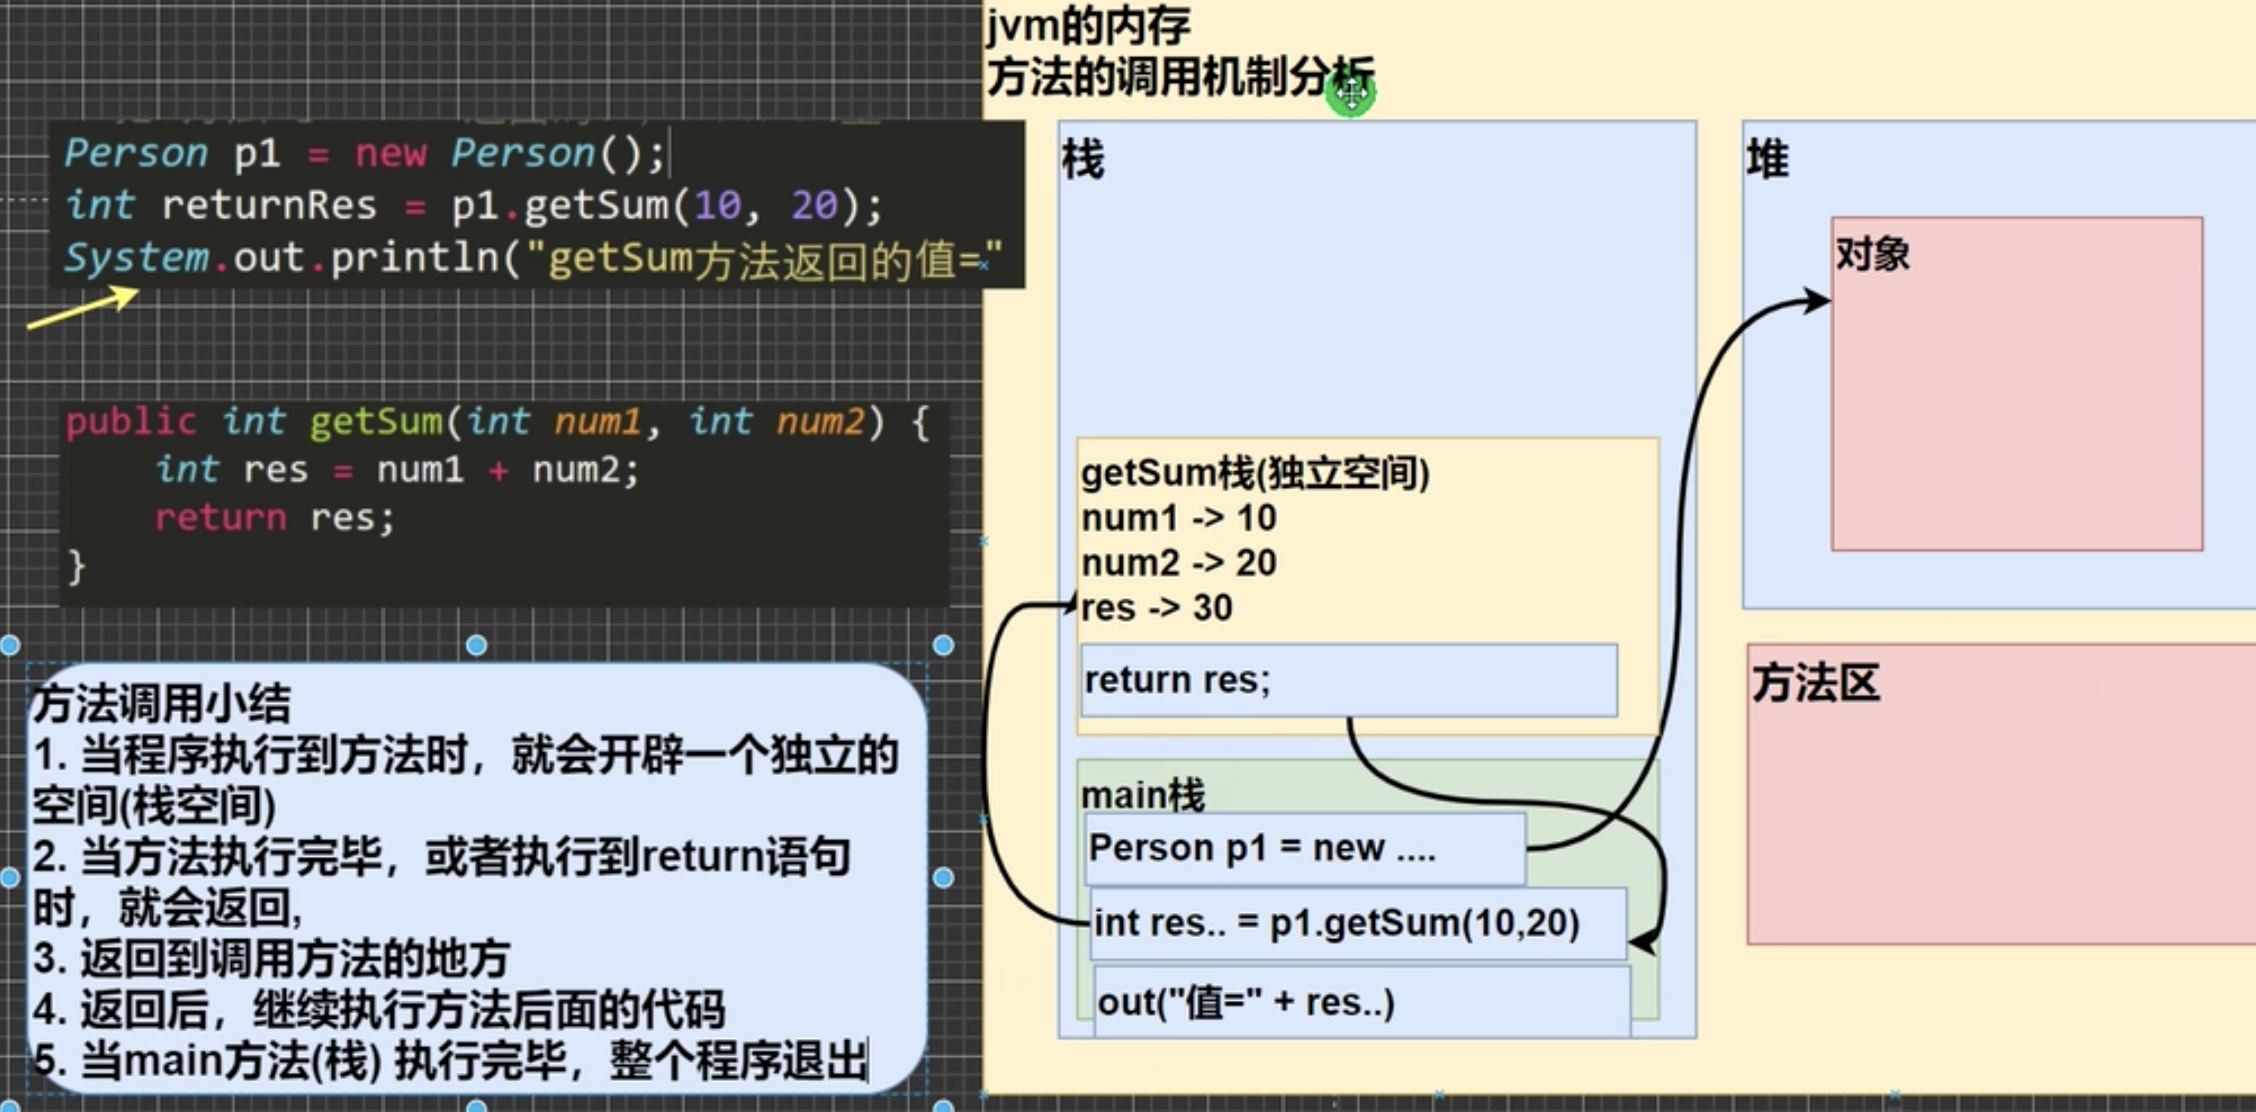 jvm的内存
方法的调用机制分析
Person p1 = new Person();
int returnRes = p1.getSum(10, 20);
System.out.println("getSum方法返回的值="
public int getSum(int num1, int num2) {
int res = num1 + num2;
return res;
}
方法调用小结
1. 当程序执行到方法时，就会开辟一个独立的
空间(栈空间)
2. 当方法执行完毕，或者执行到return语句
时，就会返回,
3. 返回到调用方法的地方
4. 返回后，继续执行方法后面的代码
5. 当main方法(栈) 执行完毕，整个程序退出
栈
getSum栈(独立空间)
num1 -> 10
num2 -> 20
res -> 30
return res;
main栈
Person p1 = new ....
int res.. = p1.getSum(10,20)
out("值=" + res..)
堆
对象
方法区